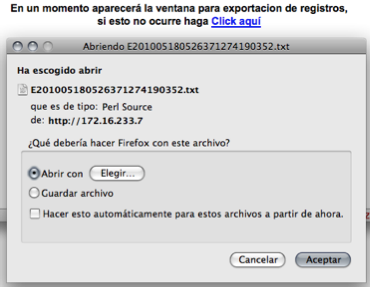 En un momento aparecerá la ventana para exportacion de registros,
si esto no ocurre haga Click aquí
Abriendo E201005180526371274190352.txt
Ha escogido abrir
E201005180526371274190352.txt
que es de tipo: Perl Source
de: http://172.16.233.7
¿Qué debería hacer Firefox con este archivo?
Abrir con Elegir...
Guardar archivo
Hacer esto automáticamente para estos archivos a partir de ahora.
Cancelar Aceptar